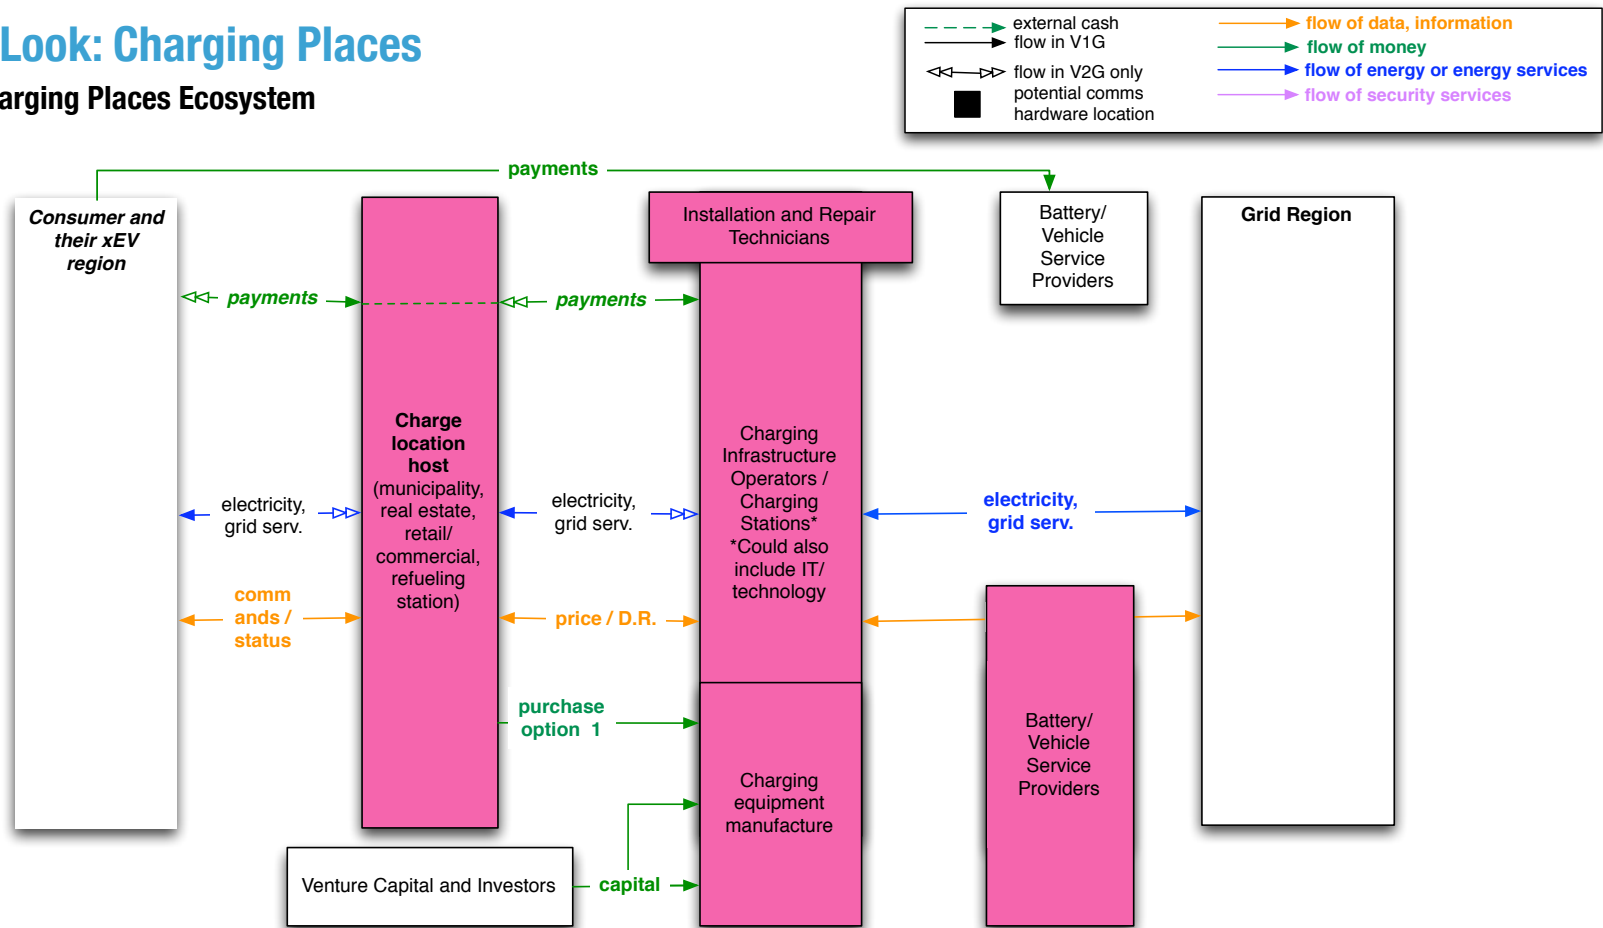 Look: Charging Places
arging Places Ecosystem
external cash
flow in V1G
flow in V2G only
potential comms
hardware location
flow of data, information
flow of money
flow of energy or energy services
flow of security services
payments
Consumer and
their xEV
region
Installation and Repair
Technicians
Battery/
Vehicle
Service
Providers
Grid Region
payments
payments
Charge
location
host
(municipality,
real estate,
retail/
commercial,
refueling
station)
Charging
Infrastructure
Operators /
Charging
Stations*
*Could also
include IT/
technology
electricity,
grid serv.
electricity,
grid serv.
electricity,
grid serv.
comm
ands /
status
price / D.R.
purchase
option 1
Charging
equipment
manufacture
Battery/
Vehicle
Service
Providers
Venture Capital and Investors
capital